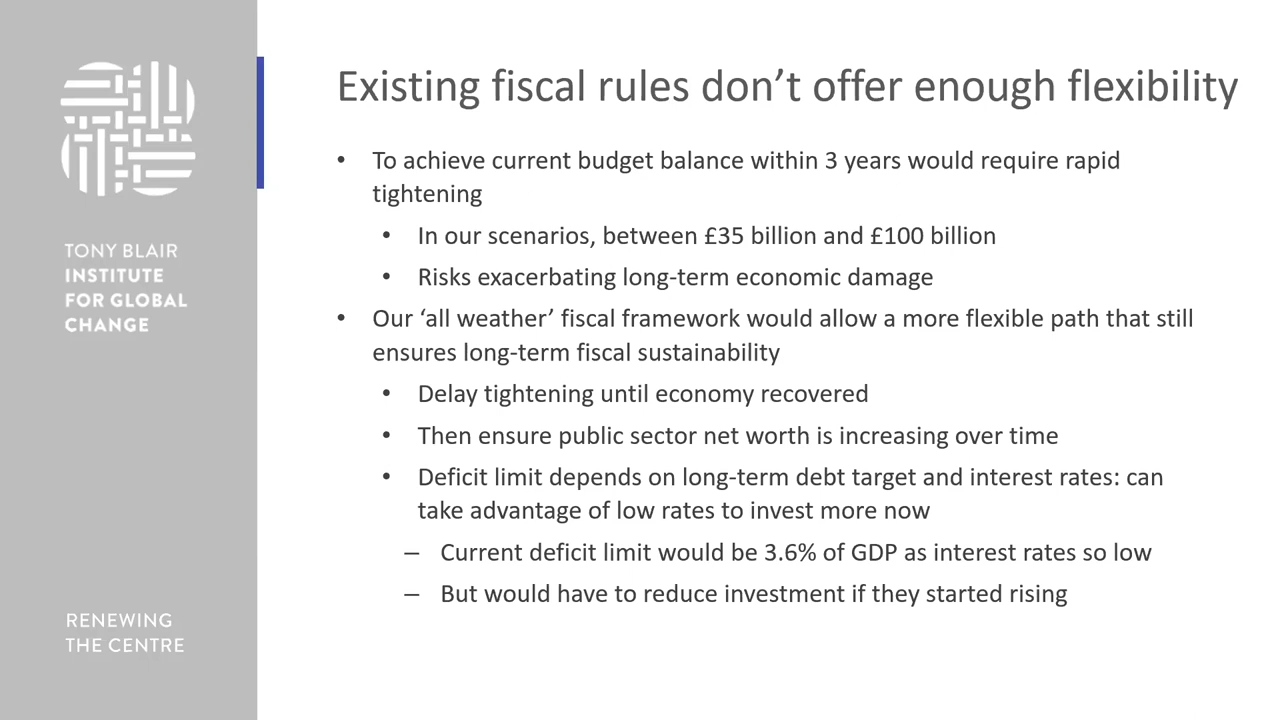 TONY BLAIR
INSTITUTE
FOR GLOBAL
CHANGE
RENEWING
THE CENTRE
Existing fiscal rules don’t offer enough flexibility
• To achieve current budget balance within 3 years would require rapid
tightening
• In our scenarios, between £35 billion and £100 billion
• Risks exacerbating long-term economic damage
• Our ‘all weather’ fiscal framework would allow a more flexible path that still
ensures long-term fiscal sustainability
• Delay tightening until economy recovered
• Then ensure public sector net worth is increasing over time
• Deficit limit depends on long-term debt target and interest rates: can
take advantage of low rates to invest more now
– Current deficit limit would be 3.6% of GDP as interest rates so low
– But would have to reduce investment if they started rising